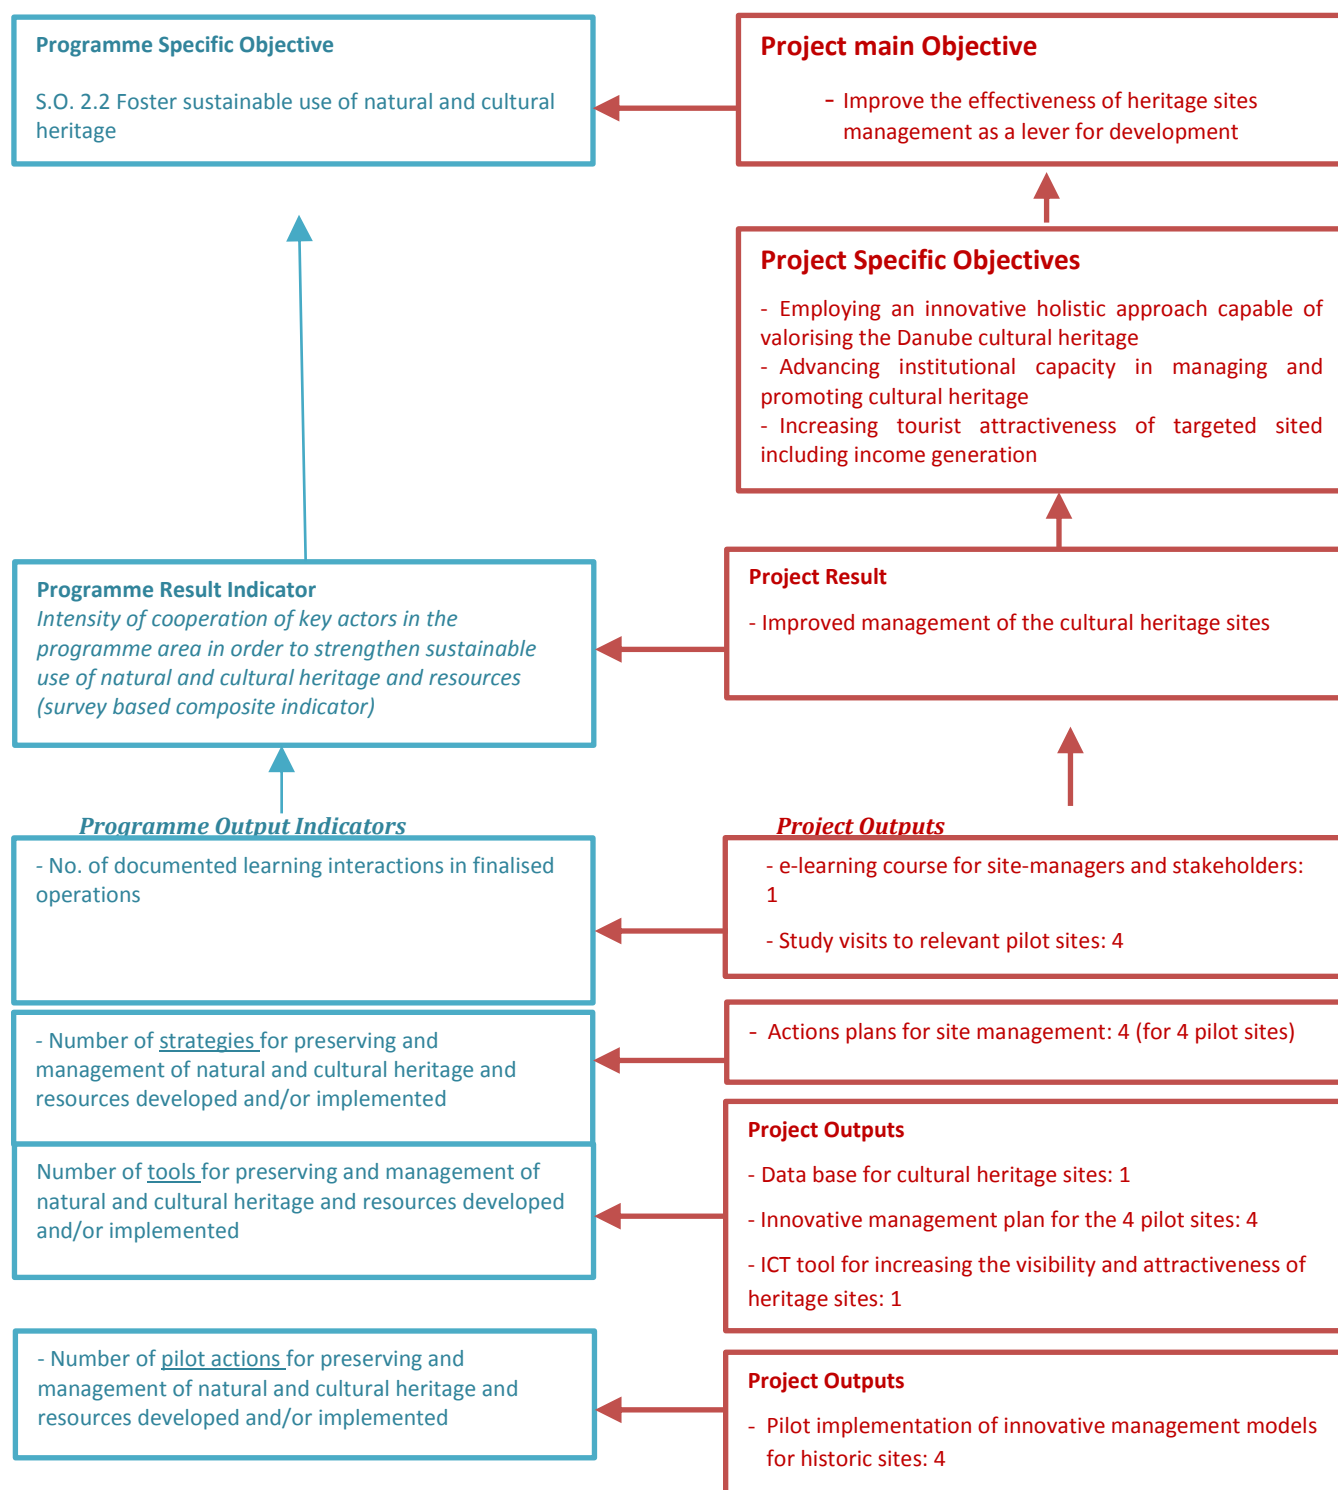 Programme Specific Objective
S.O. 2.2 Foster sustainable use of natural and cultural
heritage
Project main Objective
- Improve the effectiveness of heritage sites
management as a lever for development
Project Specific Objectives
- Employing an innovative holistic approach capable of
valorising the Danube cultural heritage
- Advancing institutional capacity in managing and
promoting cultural heritage
- Increasing tourist attractiveness of targeted sited
including income generation
Programme Result Indicator
Intensity of cooperation of key actors in the
programme area in order to strengthen sustainable
use of natural and cultural heritage and resources
(survey based composite indicator)
Project Result
- Improved management of the cultural heritage sites
Programme Output Indicators
- No. of documented learning interactions in finalised
operations
Project Outputs
- e-learning course for site-managers and stakeholders:
1
- Study visits to relevant pilot sites: 4
- Number of strategies for preserving and
management of natural and cultural heritage and
resources developed and/or implemented
- Actions plans for site management: 4 (for 4 pilot sites)
Number of tools for preserving and management of
natural and cultural heritage and resources developed
and/or implemented
Project Outputs
- Data base for cultural heritage sites: 1
- Innovative management plan for the 4 pilot sites: 4
- ICT tool for increasing the visibility and attractiveness of
heritage sites: 1
- Number of pilot actions for preserving and
management of natural and cultural heritage and
resources developed and/or implemented
Project Outputs
- Pilot implementation of innovative management models
for historic sites: 4